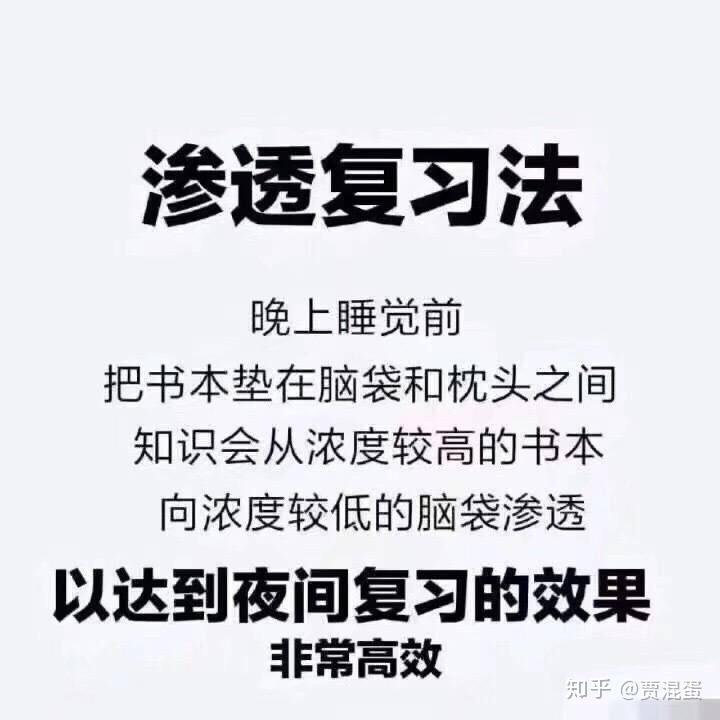 渗透复习法
晚上睡觉前
把书本垫在脑袋和枕头之间
知识会从浓度较高的书本
向浓度较低的脑袋渗透
以达到夜间复习的效果
非常高效
知乎 @贾混蛋